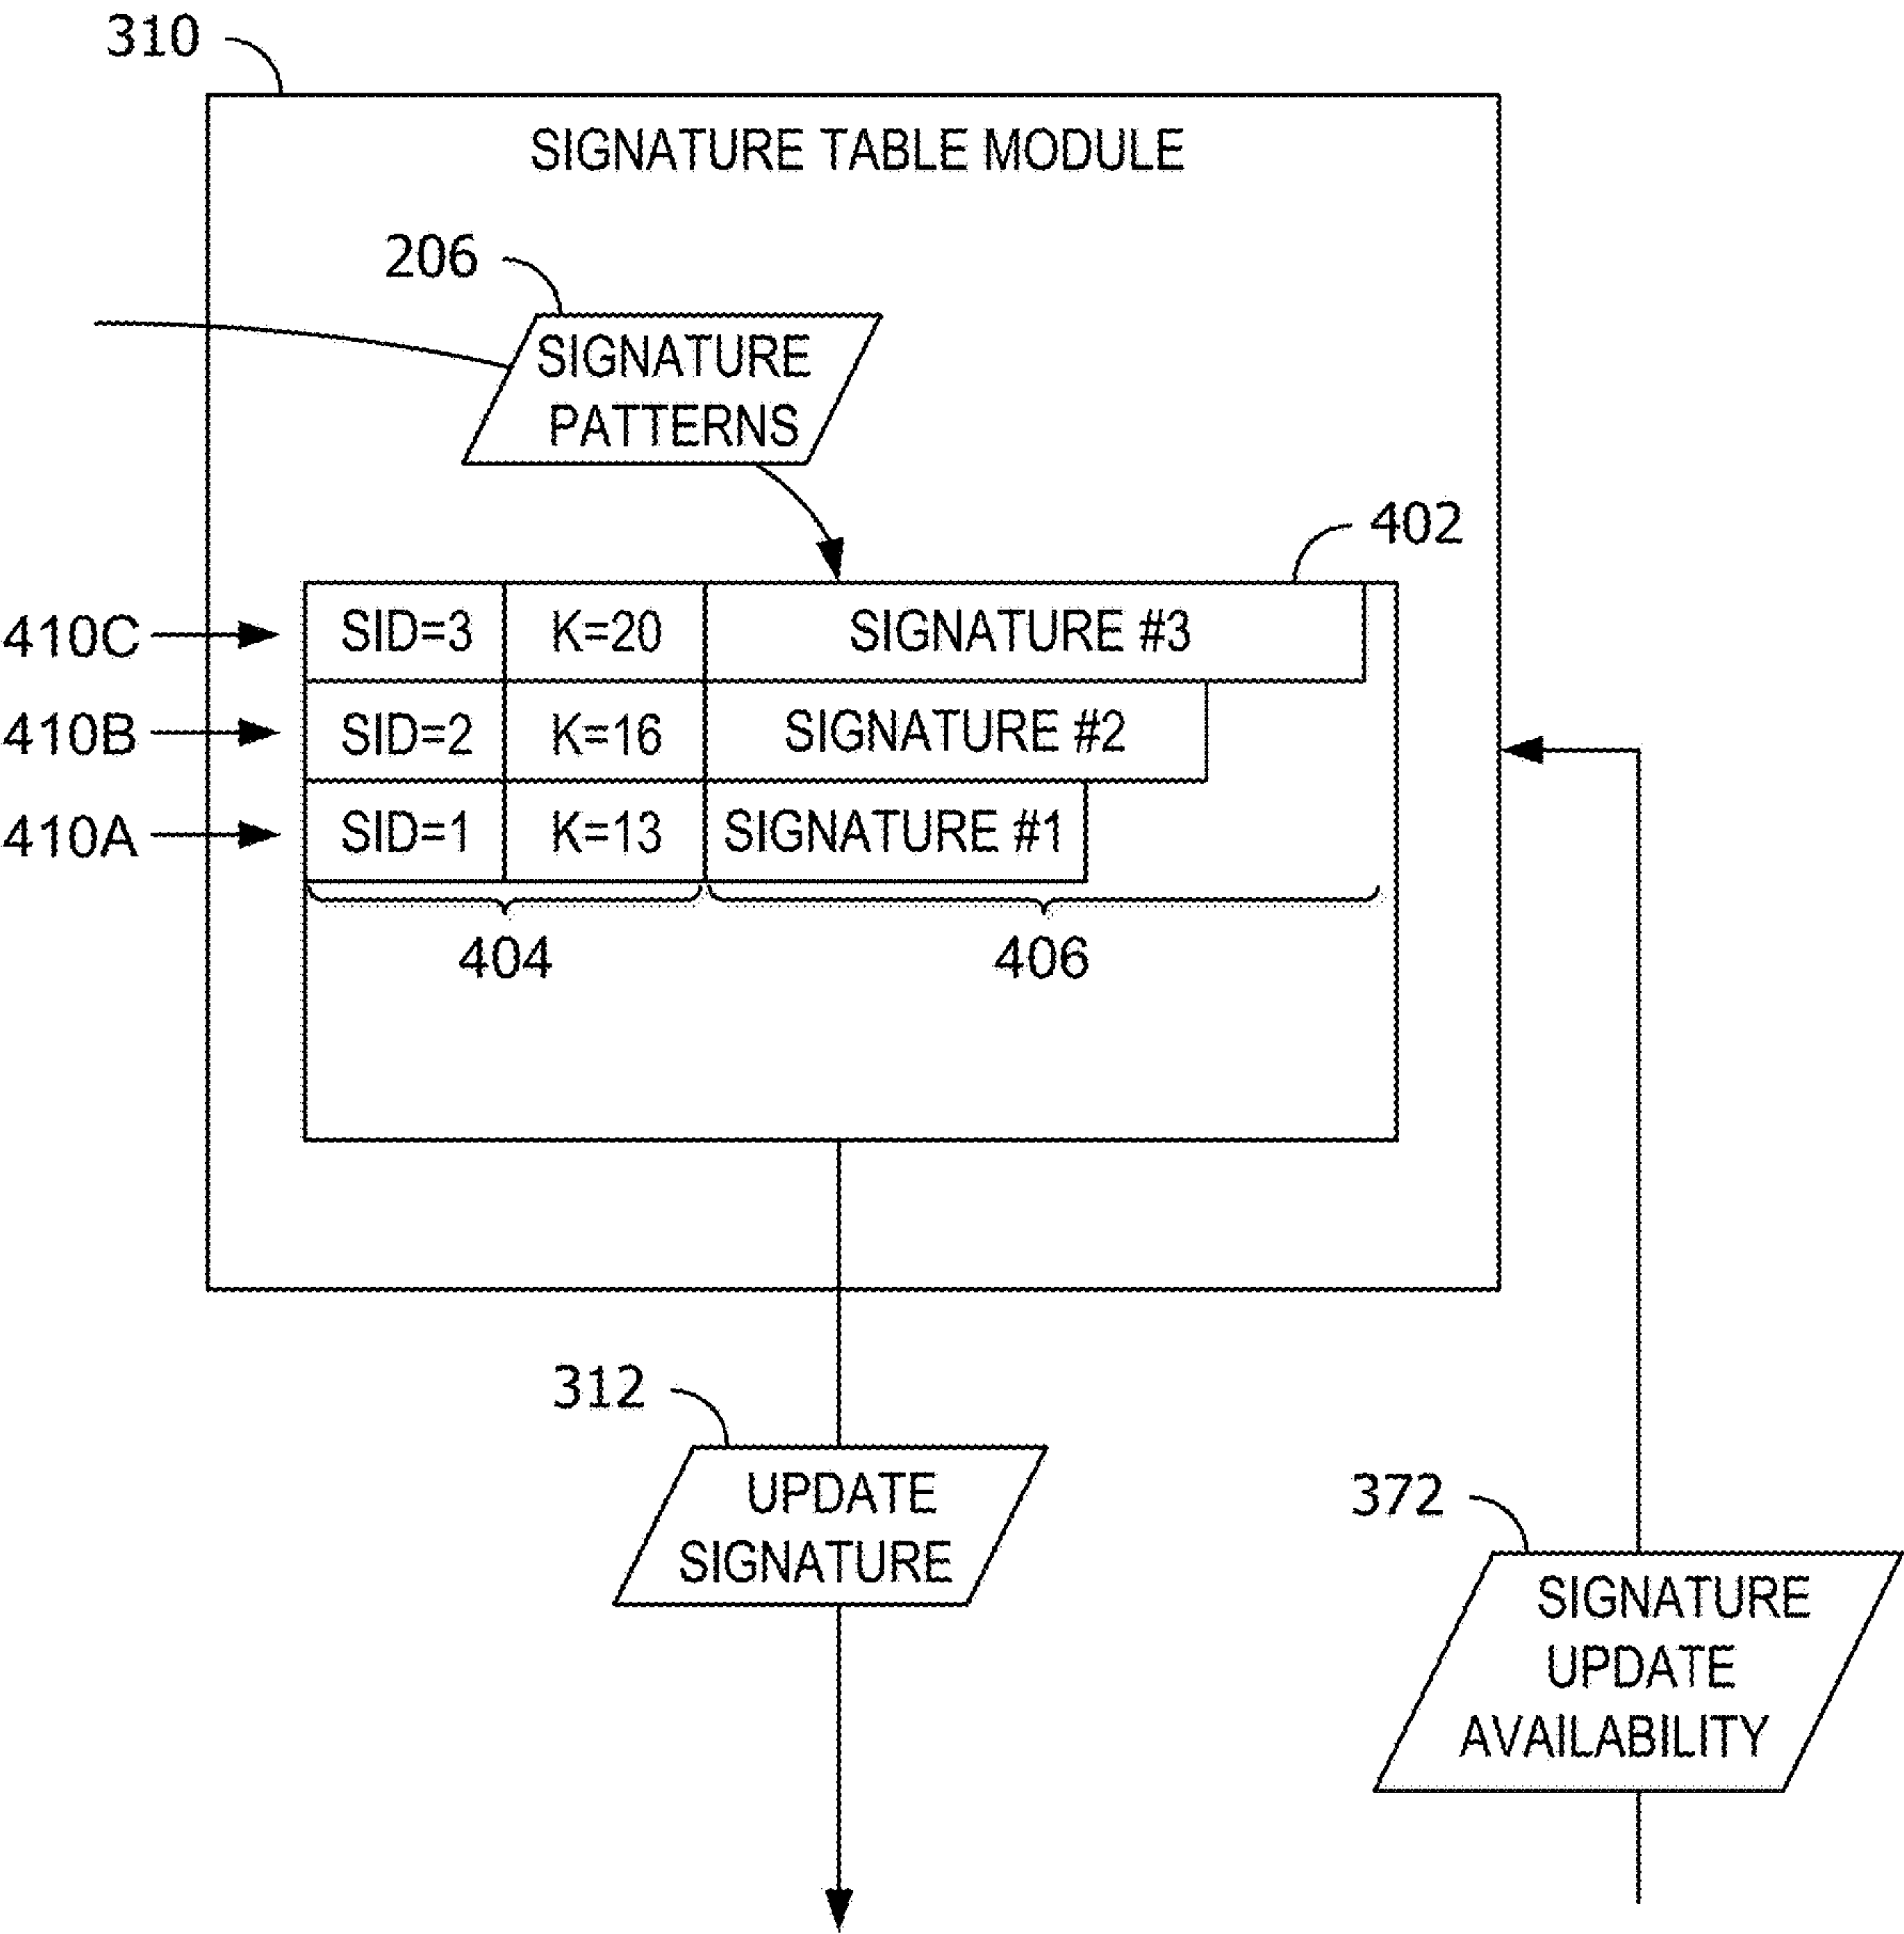 310
SIGNATURE TABLE MODULE
206
SIGNATURE
PATTERNS
402
410C SID=3 K=20 SIGNATURE #3
410B SID=2 K=16 SIGNATURE #2
410A SID=1 K=13 SIGNATURE #1
404 406
312
UPDATE
SIGNATURE
372
SIGNATURE
UPDATE
AVAILABILITY